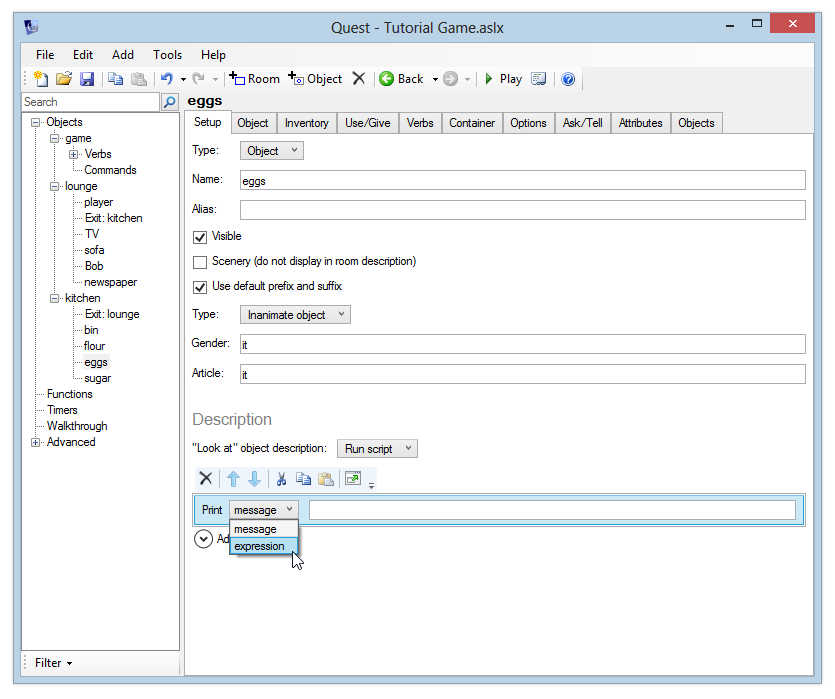 Quest - Tutorial Game.aslx
File Edit Add Tools Help
Room Object Back Play
Search
eggs
Objects
game
Verbs
Commands
lounge
player
Exit: kitchen
TV
sofa
Bob
newspaper
kitchen
Exit: lounge
bin
flour
eggs
sugar
Functions
Timers
Walkthrough
Advanced
Filter
Setup Object Inventory Use/Give Verbs Container Options Ask/Tell Attributes Objects
Type: Object
Name: eggs
Alias:
Visible
Scenery (do not display in room description)
Use default prefix and suffix
Type: Inanimate object
Gender: it
Article: it
Description
"Look at" object description: Run script
Print message
message
expression
Ad